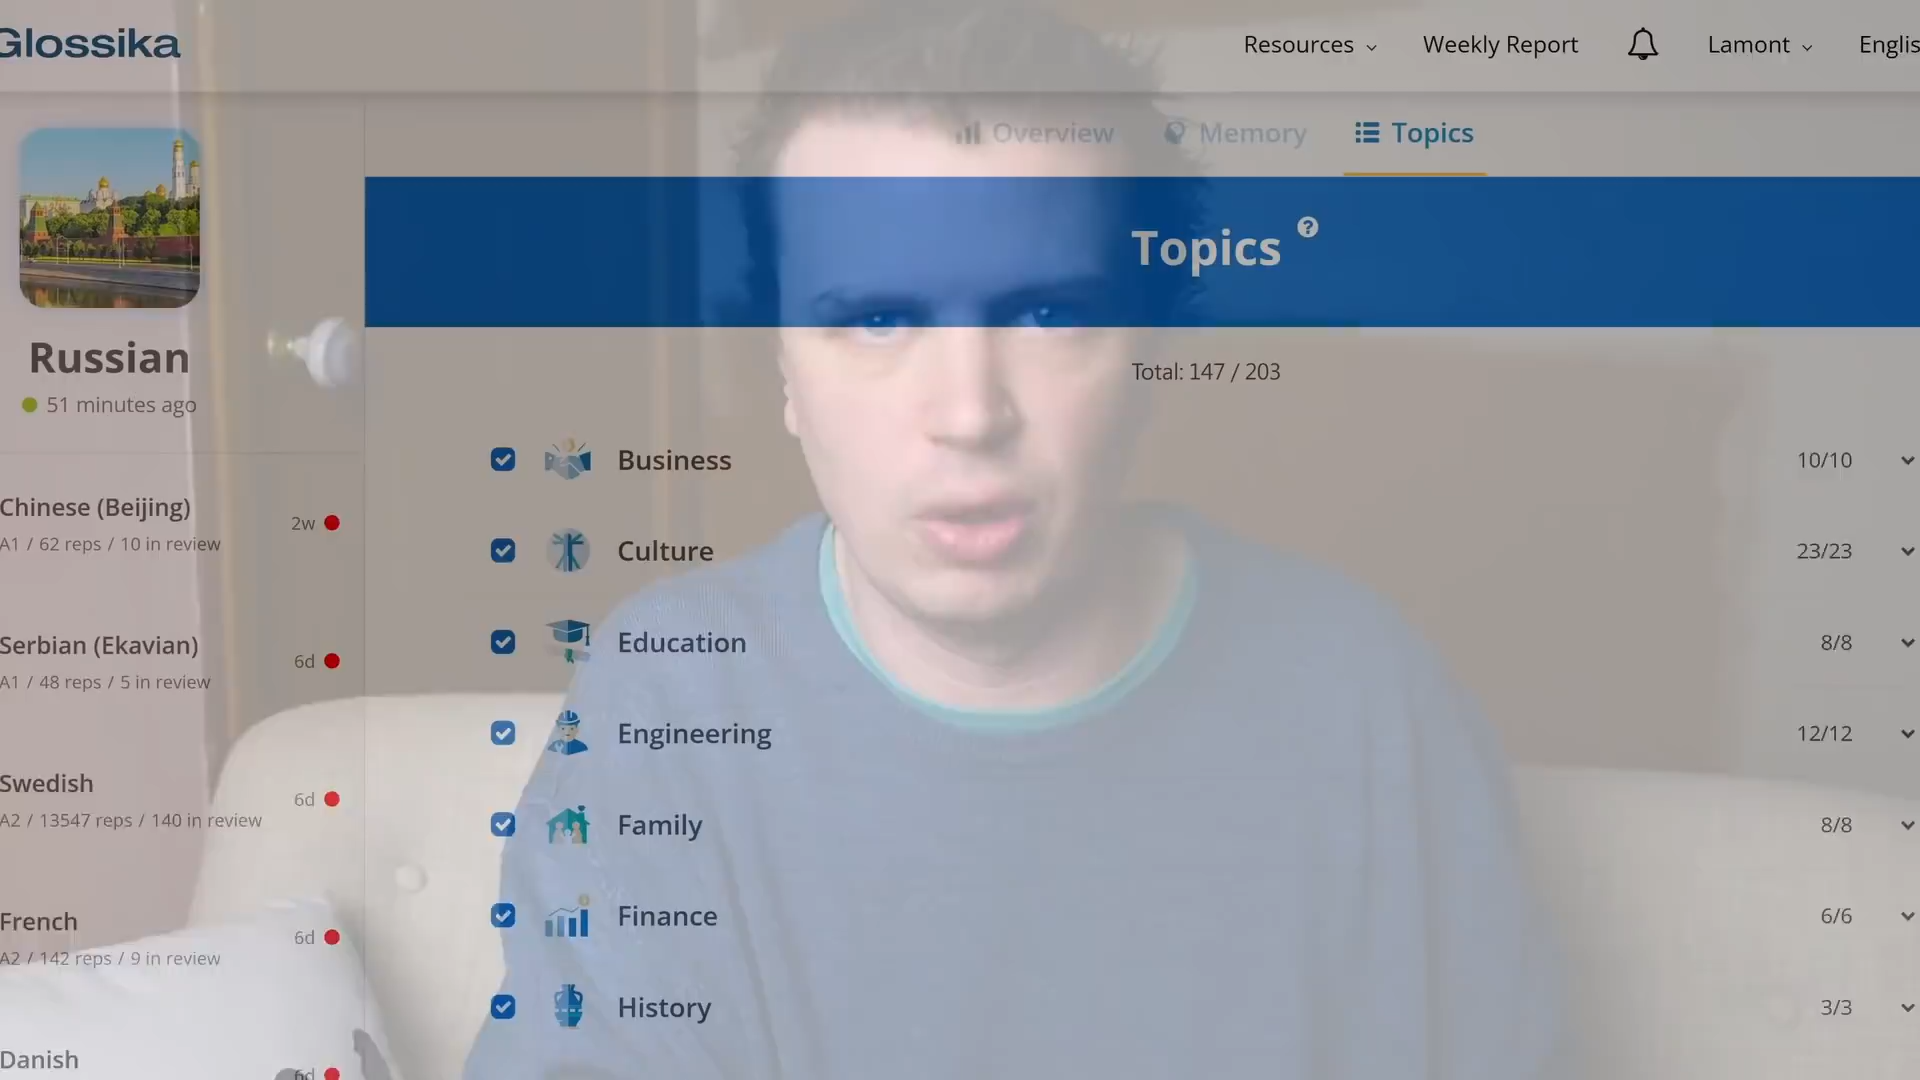 Glossika
Resources
Weekly Report
Lamont
Englis
Overview
Memory
Topics
Topics ?
Total: 147 / 203
Russian
51 minutes ago
Chinese (Beijing)
2w
A1 / 62 reps / 10 in review
Serbian (Ekavian)
6d
A1 / 48 reps / 5 in review
Swedish
6d
A2 / 13547 reps / 140 in review
French
6d
A2 / 142 reps / 9 in review
Danish
6d
Business
10/10
Culture
23/23
Education
8/8
Engineering
12/12
Family
8/8
Finance
6/6
History
3/3